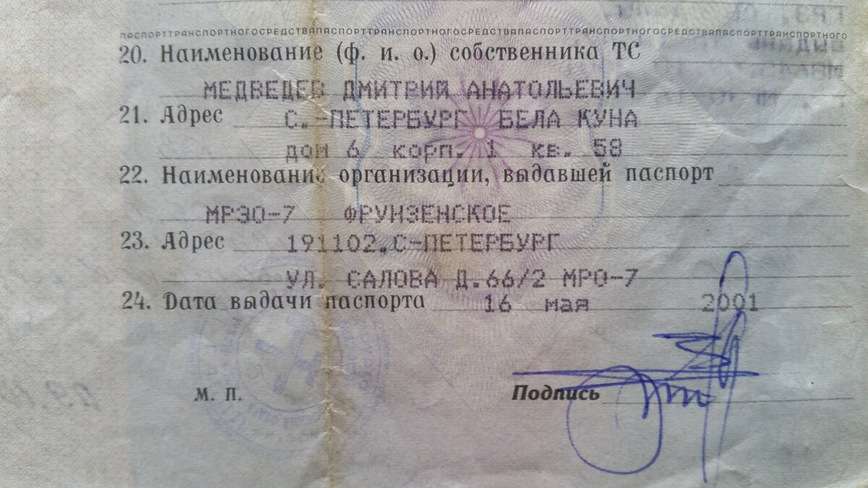 ПАСПОРТТРАНСПОРТНОГОСРЕДСТВАПАСПОРТТРАНСПОРТНОГОСРЕДСТВАПАСПОРТТРАНСПОРТНОГОСРЕДСТВАПАСПОРТТРАНСПОРТНОГО
20. Наименование (ф. и. о.) собственника ТС
МЕДВЕДЕВ ДМИТРИЙ АНАТОЛЬЕВИЧ
21. Адрес С.-ПЕТЕРБУРГ БЕЛА КУНА
дом 6 корп. 1 кв. 58
22. Наименование организации, выдавшей паспорт
МРЭО-7 ФРУНЗЕНСКОЕ
23. Адрес 191102,С-ПЕТЕРБУРГ
УЛ. САЛОВА Д.66/2 МРО-7
24. Дата выдачи паспорта 16 мая 2001
М. П. Подпись